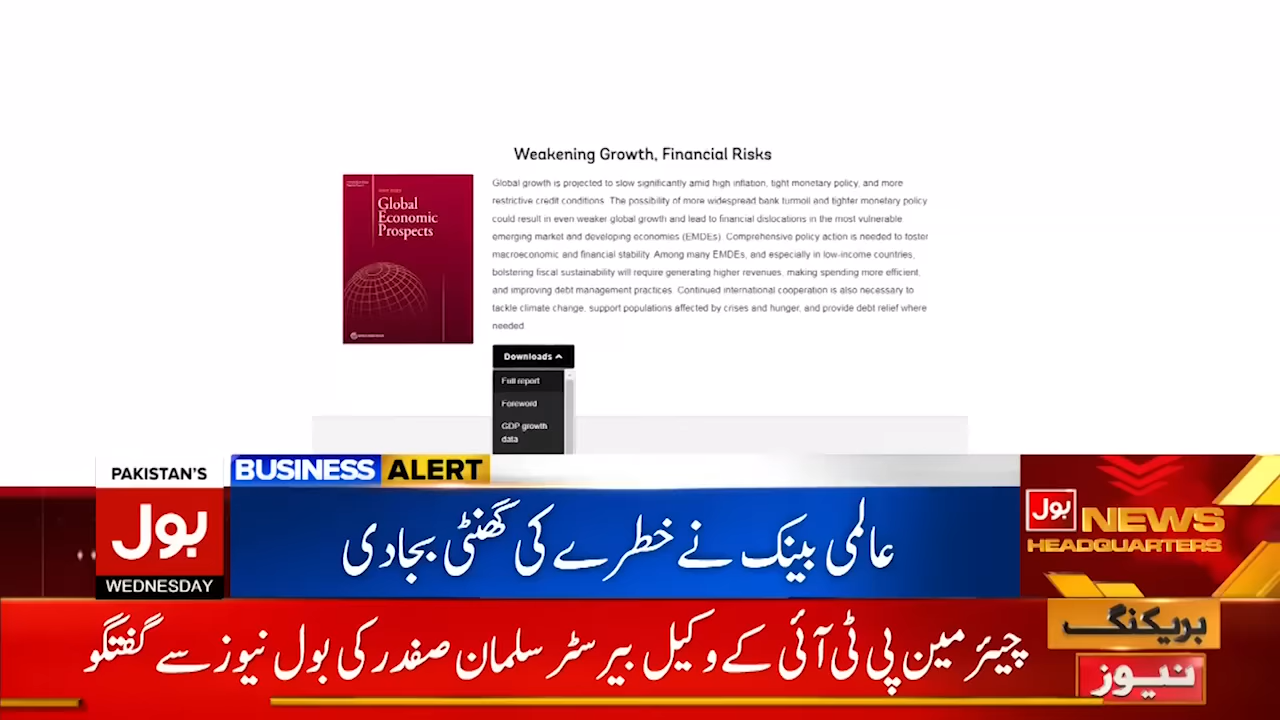 Weakening Growth, Financial Risks
Global Economic Prospects
Global growth is projected to slow significantly amid high inflation, tight monetary policy, and more
restrictive credit conditions. The possibility of more widespread bank turmoil and tighter monetary policy
could result in even weaker global growth and lead to financial dislocations in the most vulnerable
emerging market and developing economies (EMDEs). Comprehensive policy action is needed to foster
macroeconomic and financial stability. Among many EMDEs, and especially in low-income countries,
bolstering fiscal sustainability will require generating higher revenues, making spending more efficient,
and improving debt management practices. Continued international cooperation is also necessary to
tackle climate change, support populations affected by crises and hunger, and provide debt relief where
needed.
Downloads
Full report
Foreword
GDP growth
data
PAKISTAN'S
بول
WEDNESDAY
BUSINESS ALERT
عالمی بینک نے خطرے کی گھنٹی بجا دی
بول NEWS
HEADQUARTERS
بریکنگ
نیوز
چیئرمین پی ٹی آئی کے وکیل بیرسٹر سلمان صفدر کی بول نیوز سے گفتگو